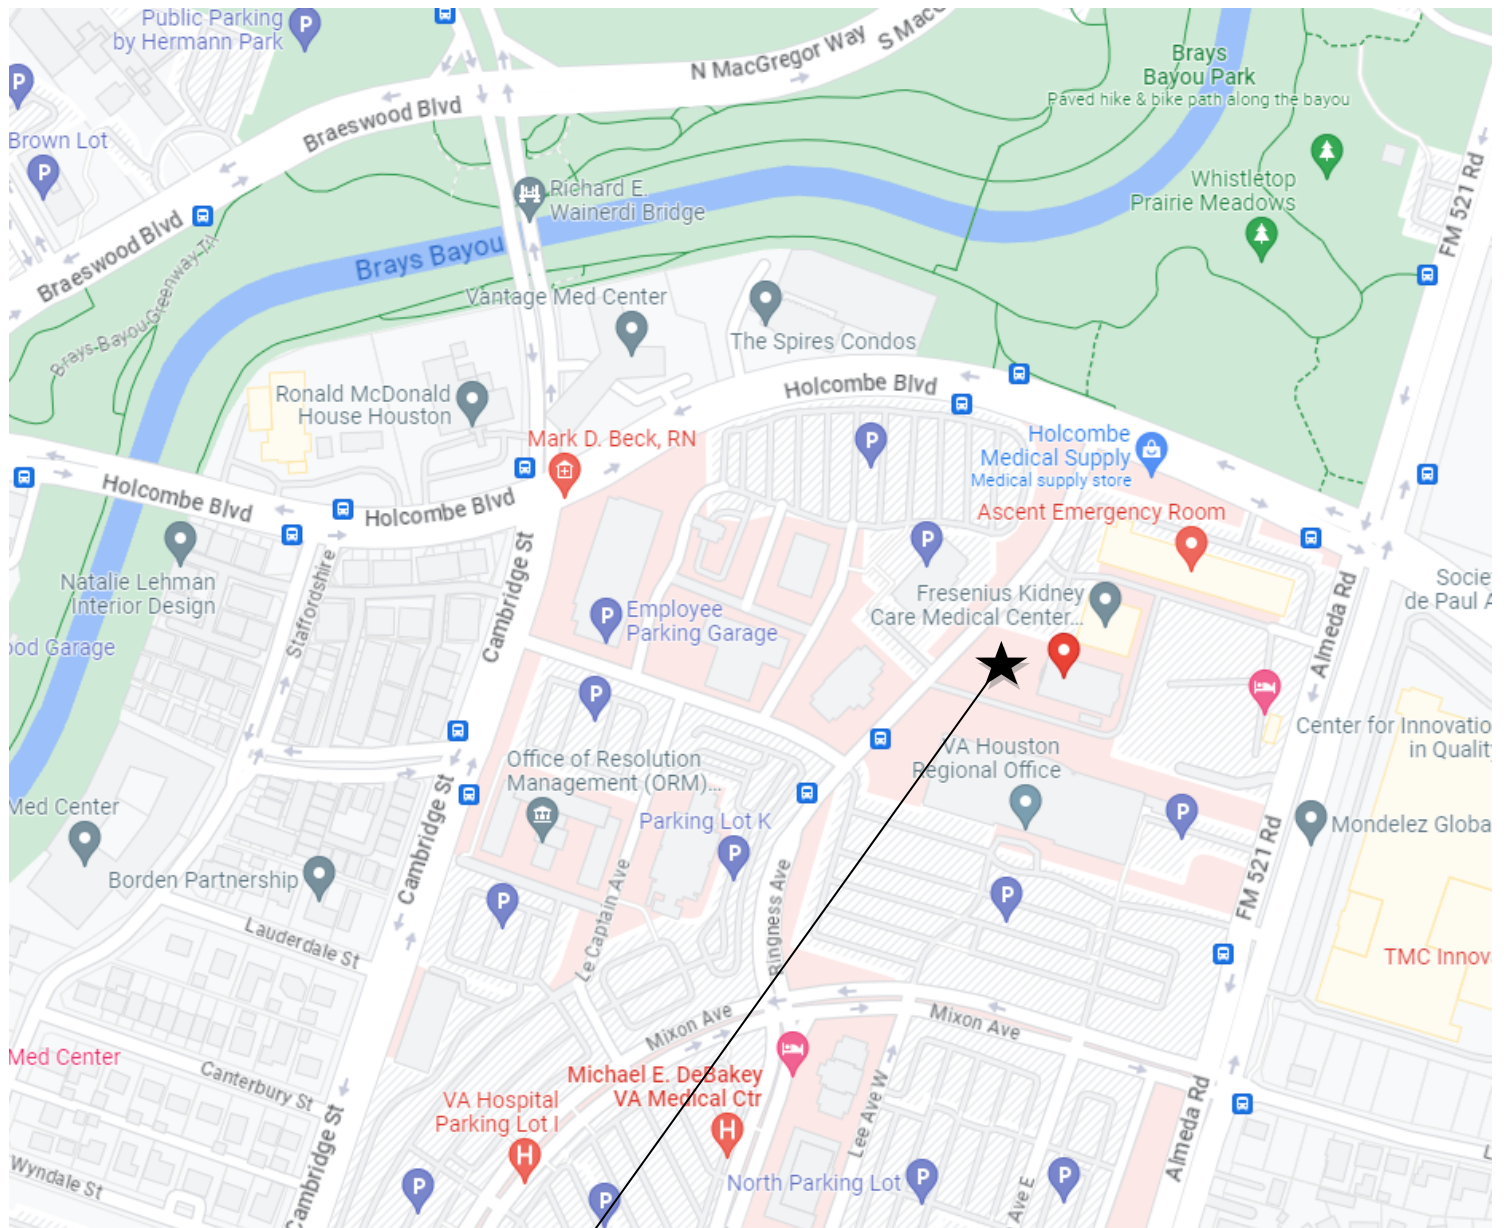 Public Parking
by Hermann Park
P
N MacGregor Way
Brays
Bayou Park
Paved hike & bike path along the bayou
P
Braeswood Blvd
Brown Lot
P
Whistletop
Prairie Meadows
FM 521 Rd
Richard E.
Wainerdi Bridge
Braeswood Blvd
Brays Bayou
Brays Bayou Greenway Trl
Vantage Med Center
The Spires Condos
Holcombe Blvd
Ronald McDonald
House Houston
Mark D. Beck, RN
P
Holcombe
Medical Supply
Medical supply store
Holcombe Blvd
Holcombe Blvd
Ascent Emergency Room
P
Natalie Lehman
Interior Design
Staffordshire
Cambridge St
Fresenius Kidney
Care Medical Center...
Almeda Rd
Socie
de Paul A
P
Employee
Parking Garage
ood Garage
P
Center for Innovatio
in Quality
VA Houston
Regional Office
Office of Resolution
Management (ORM)...
Med Center
Cambridge St
Parking Lot K
P
P
Mondelez Globa
Borden Partnership
P
P
FM 521 Rd
Le Captain Ave
Ringness Ave
Lauderdale St
TMC Innov
Mixon Ave
Mixon Ave
Med Center
Canterbury St
Michael E. DeBakey
VA Medical Ctr
H
VA Hospital
Parking Lot I
H
Lee Ave W
Almeda Rd
Cambridge St
Wyndale St
P
P
North Parking Lot
P
P
Ave E